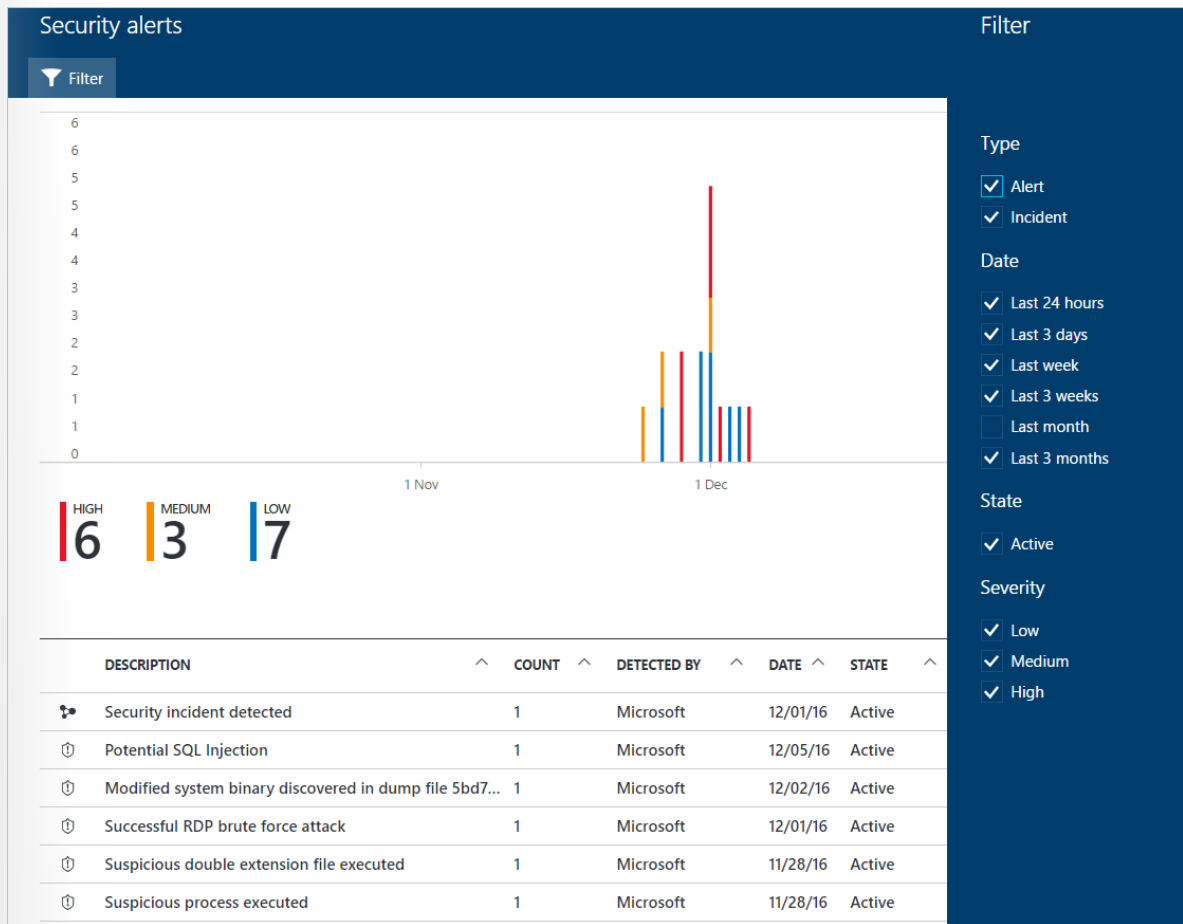 Security alerts
Filter
6
6
5
5
4
4
3
3
2
2
1
1
0
1 Nov
1 Dec
HIGH
6
MEDIUM
3
LOW
7
DESCRIPTION COUNT DETECTED BY DATE STATE
Security incident detected 1 Microsoft 12/01/16 Active
Potential SQL Injection 1 Microsoft 12/05/16 Active
Modified system binary discovered in dump file 5bd7... 1 Microsoft 12/02/16 Active
Successful RDP brute force attack 1 Microsoft 12/01/16 Active
Suspicious double extension file executed 1 Microsoft 11/28/16 Active
Suspicious process executed 1 Microsoft 11/28/16 Active
Filter
Type
Alert
Incident
Date
Last 24 hours
Last 3 days
Last week
Last 3 weeks
Last month
Last 3 months
State
Active
Severity
Low
Medium
High